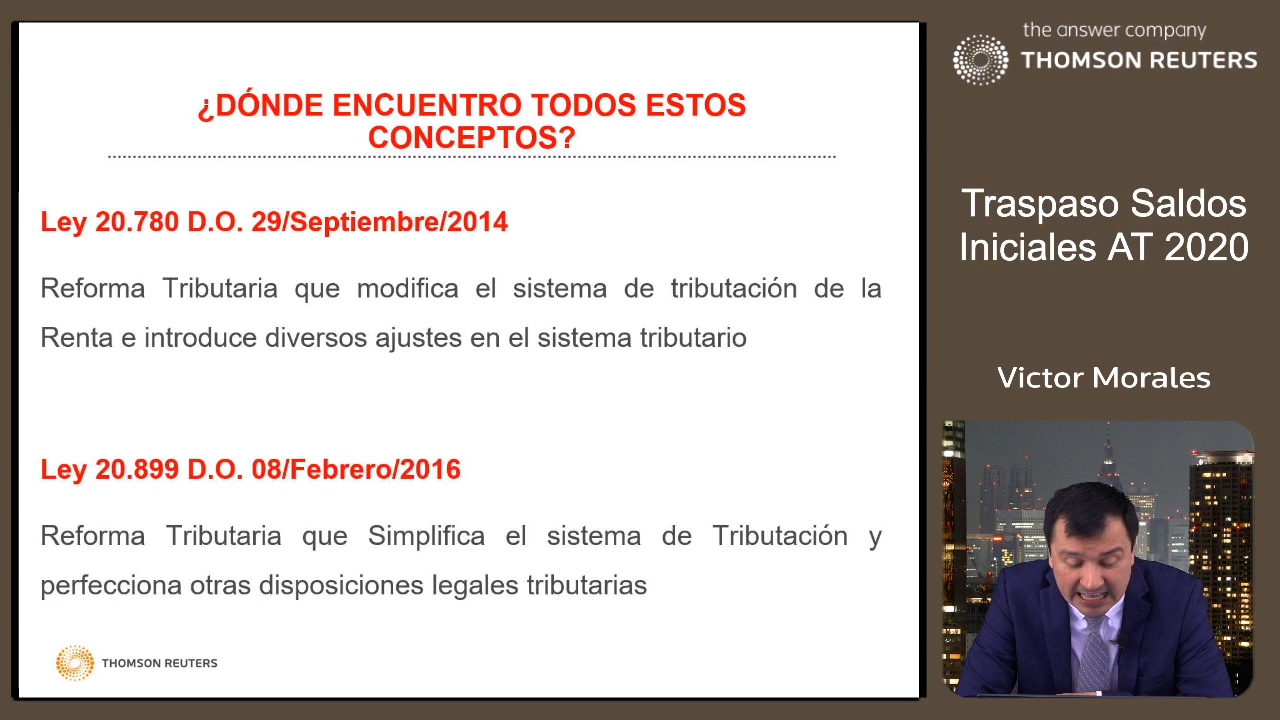 ¿DÓNDE ENCUENTRO TODOS ESTOS
CONCEPTOS?
Ley 20.780 D.O. 29/Septiembre/2014
Reforma Tributaria que modifica el sistema de tributación de la
Renta e introduce diversos ajustes en el sistema tributario
Ley 20.899 D.O. 08/Febrero/2016
Reforma Tributaria que Simplifica el sistema de Tributación y
perfecciona otras disposiciones legales tributarias
THOMSON REUTERS
the answer company
THOMSON REUTERS
Traspaso Saldos
Iniciales AT 2020
Victor Morales